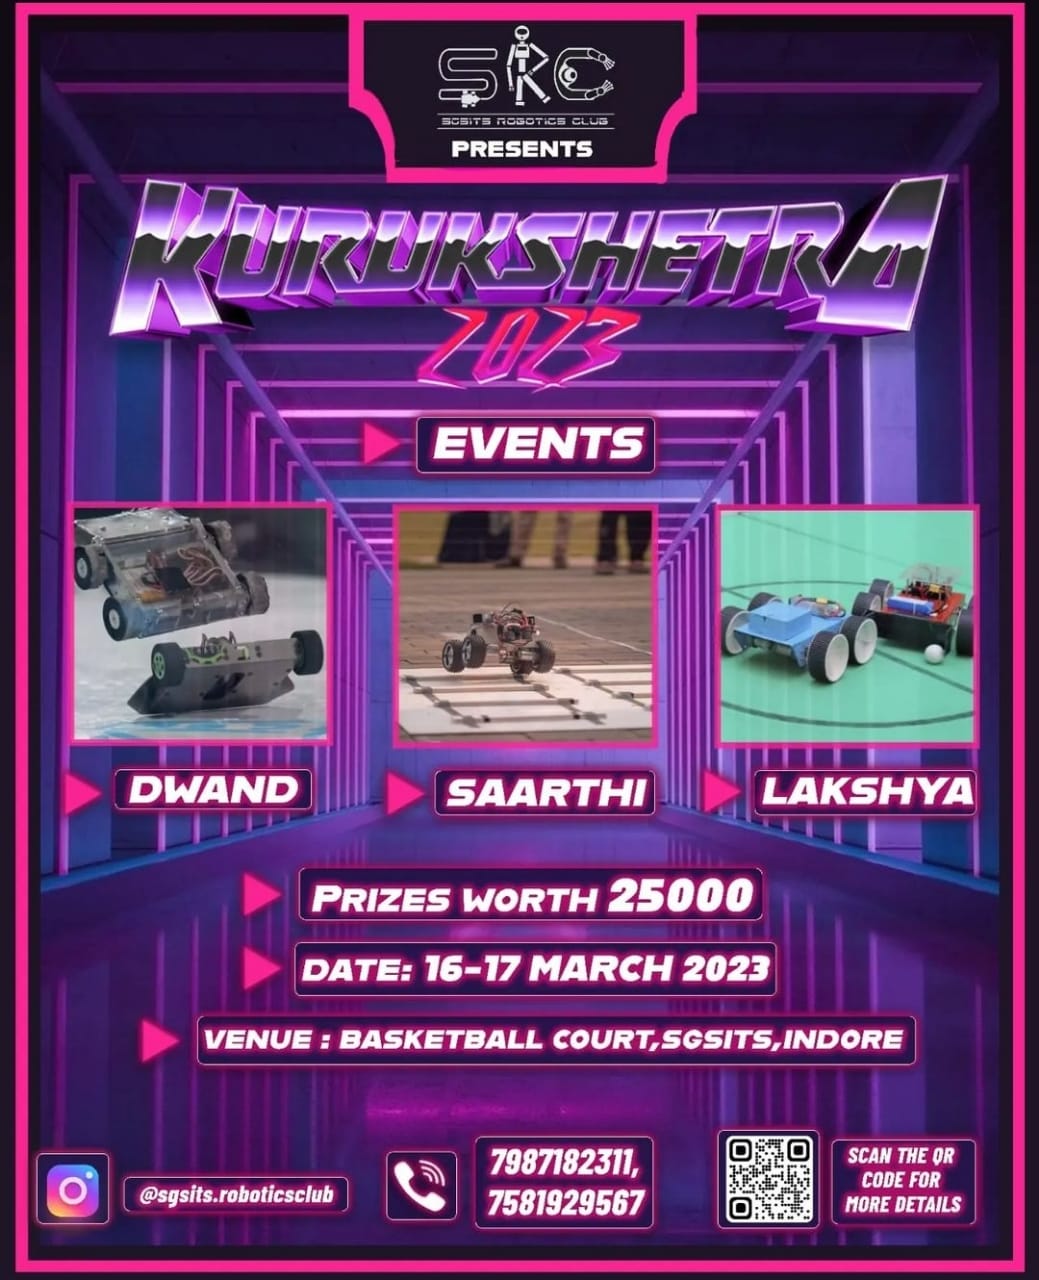 SRC
SGSITS ROBOTICS CLUB
PRESENTS
KURUKSHETRA
2023
EVENTS
DWAND
SAARTHI
LAKSHYA
PRIZES WORTH 25000
DATE: 16-17 MARCH 2023
VENUE : BASKETBALL COURT,SGSITS,INDORE
@sgsits.roboticsclub
7987182311,
7581929567
SCAN THE QR
CODE FOR
MORE DETAILS